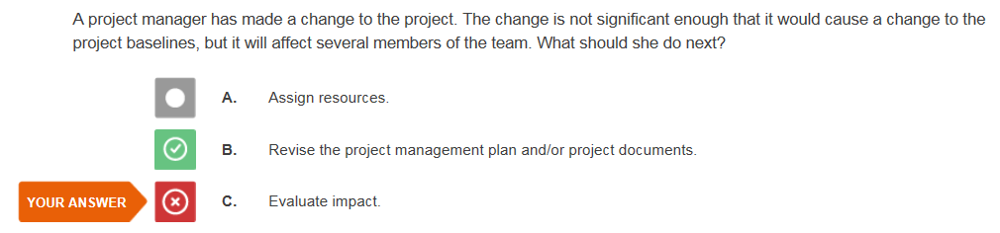 A project manager has made a change to the project. The change is not significant enough that it would cause a change to the
project baselines, but it will affect several members of the team. What should she do next?
A. Assign resources.
B. Revise the project management plan and/or project documents.
YOUR ANSWER C. Evaluate impact.